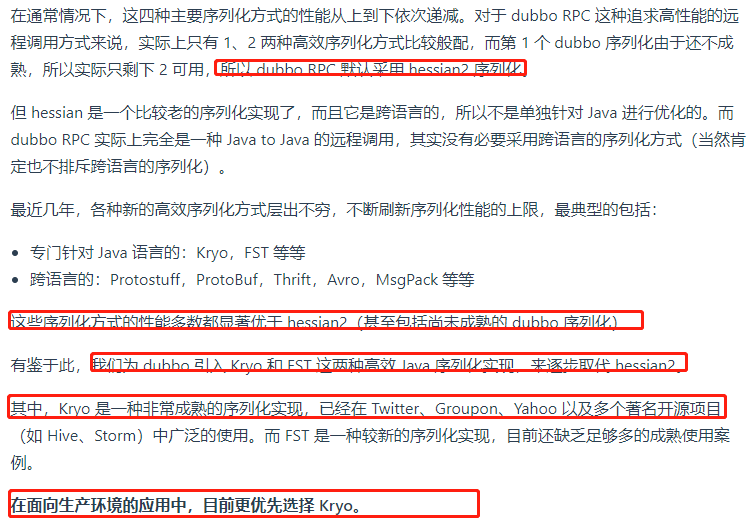 在通常情况下，这四种主要序列化方式的性能从上到下依次递减。对于 dubbo RPC 这种追求高性能的远
程调用方式来说，实际上只有 1、2 两种高效序列化方式比较般配，而第 1 个 dubbo 序列化由于还不成
熟，所以实际只剩下 2 可用，所以 dubbo RPC 默认采用 hessian2 序列化。
但 hessian 是一个比较老的序列化实现了，而且它是跨语言的，所以不是单独针对 Java 进行优化的。而
dubbo RPC 实际上完全是一种 Java to Java 的远程调用，其实没有必要采用跨语言的序列化方式（当然肯
定也不排斥跨语言的序列化）。
最近几年，各种新的高效序列化方式层出不穷，不断刷新序列化性能的上限，最典型的包括：
• 专门针对 Java 语言的：Kryo，FST 等等
• 跨语言的：Protostuff，ProtoBuf，Thrift，Avro，MsgPack 等等
这些序列化方式的性能多数都显著优于 hessian2（甚至包括尚未成熟的 dubbo 序列化）
有鉴于此，我们为 dubbo 引入 Kryo 和 FST 这两种高效 Java 序列化实现，来逐步取代 hessian2。
其中，Kryo 是一种非常成熟的序列化实现，已经在 Twitter、Groupon、Yahoo 以及多个著名开源项目
（如 Hive、Storm）中广泛的使用。而 FST 是一种较新的序列化实现，目前还缺乏足够多的成熟使用案
例。
在面向生产环境的应用中，目前更优先选择 Kryo。